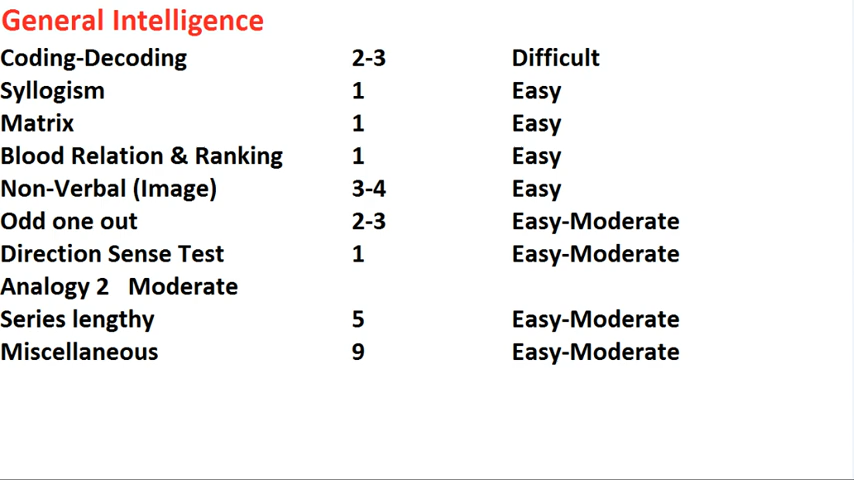 General Intelligence
Coding-Decoding 2-3 Difficult
Syllogism 1 Easy
Matrix 1 Easy
Blood Relation & Ranking 1 Easy
Non-Verbal (Image) 3-4 Easy
Odd one out 2-3 Easy-Moderate
Direction Sense Test 1 Easy-Moderate
Analogy 2 Moderate
Series lengthy 5 Easy-Moderate
Miscellaneous 9 Easy-Moderate